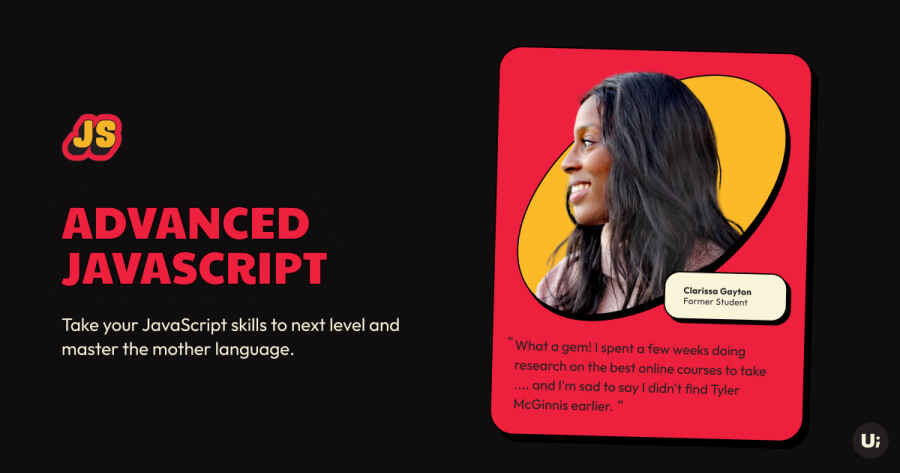 JS
ADVANCED
JAVASCRIPT
Take your JavaScript skills to next level and
master the mother language.
Clarissa Gayton
Former Student
“What a gem! I spent a few weeks doing
research on the best online courses to take
.... and I'm sad to say I didn't find Tyler
McGinnis earlier. ”
U;